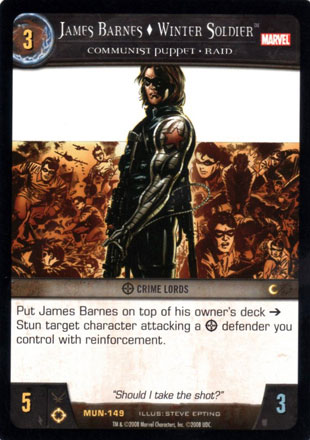 3
JAMES BARNES ♦ WINTER SOLDIER™
MARVEL
COMMUNIST PUPPET • RAID
CRIME LORDS
Put James Barnes on top of his owner's deck ➔
Stun target character attacking a defender you
control with reinforcement.
"Should I take the shot?"
5
MUN-149
ILLUS: STEVE EPTING
3
TM & ©2008 Marvel Characters, Inc. ©2008 UDC.